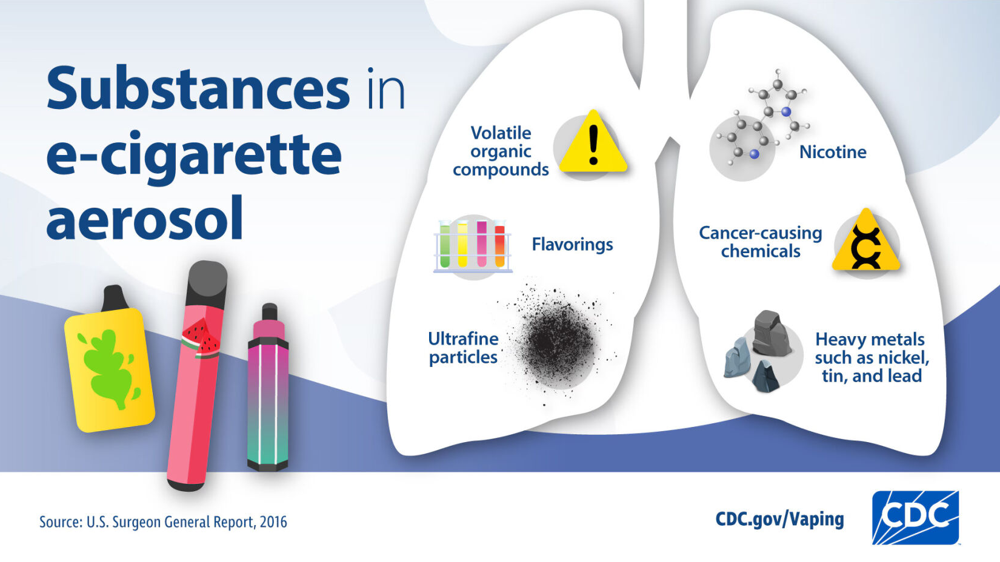 Substances in
e-cigarette
aerosol
Volatile
organic
compounds
Flavorings
Ultrafine
particles
Nicotine
Cancer-causing
chemicals
Heavy metals
such as nickel,
tin, and lead
Source: U.S. Surgeon General Report, 2016
CDC.gov/Vaping
CDC